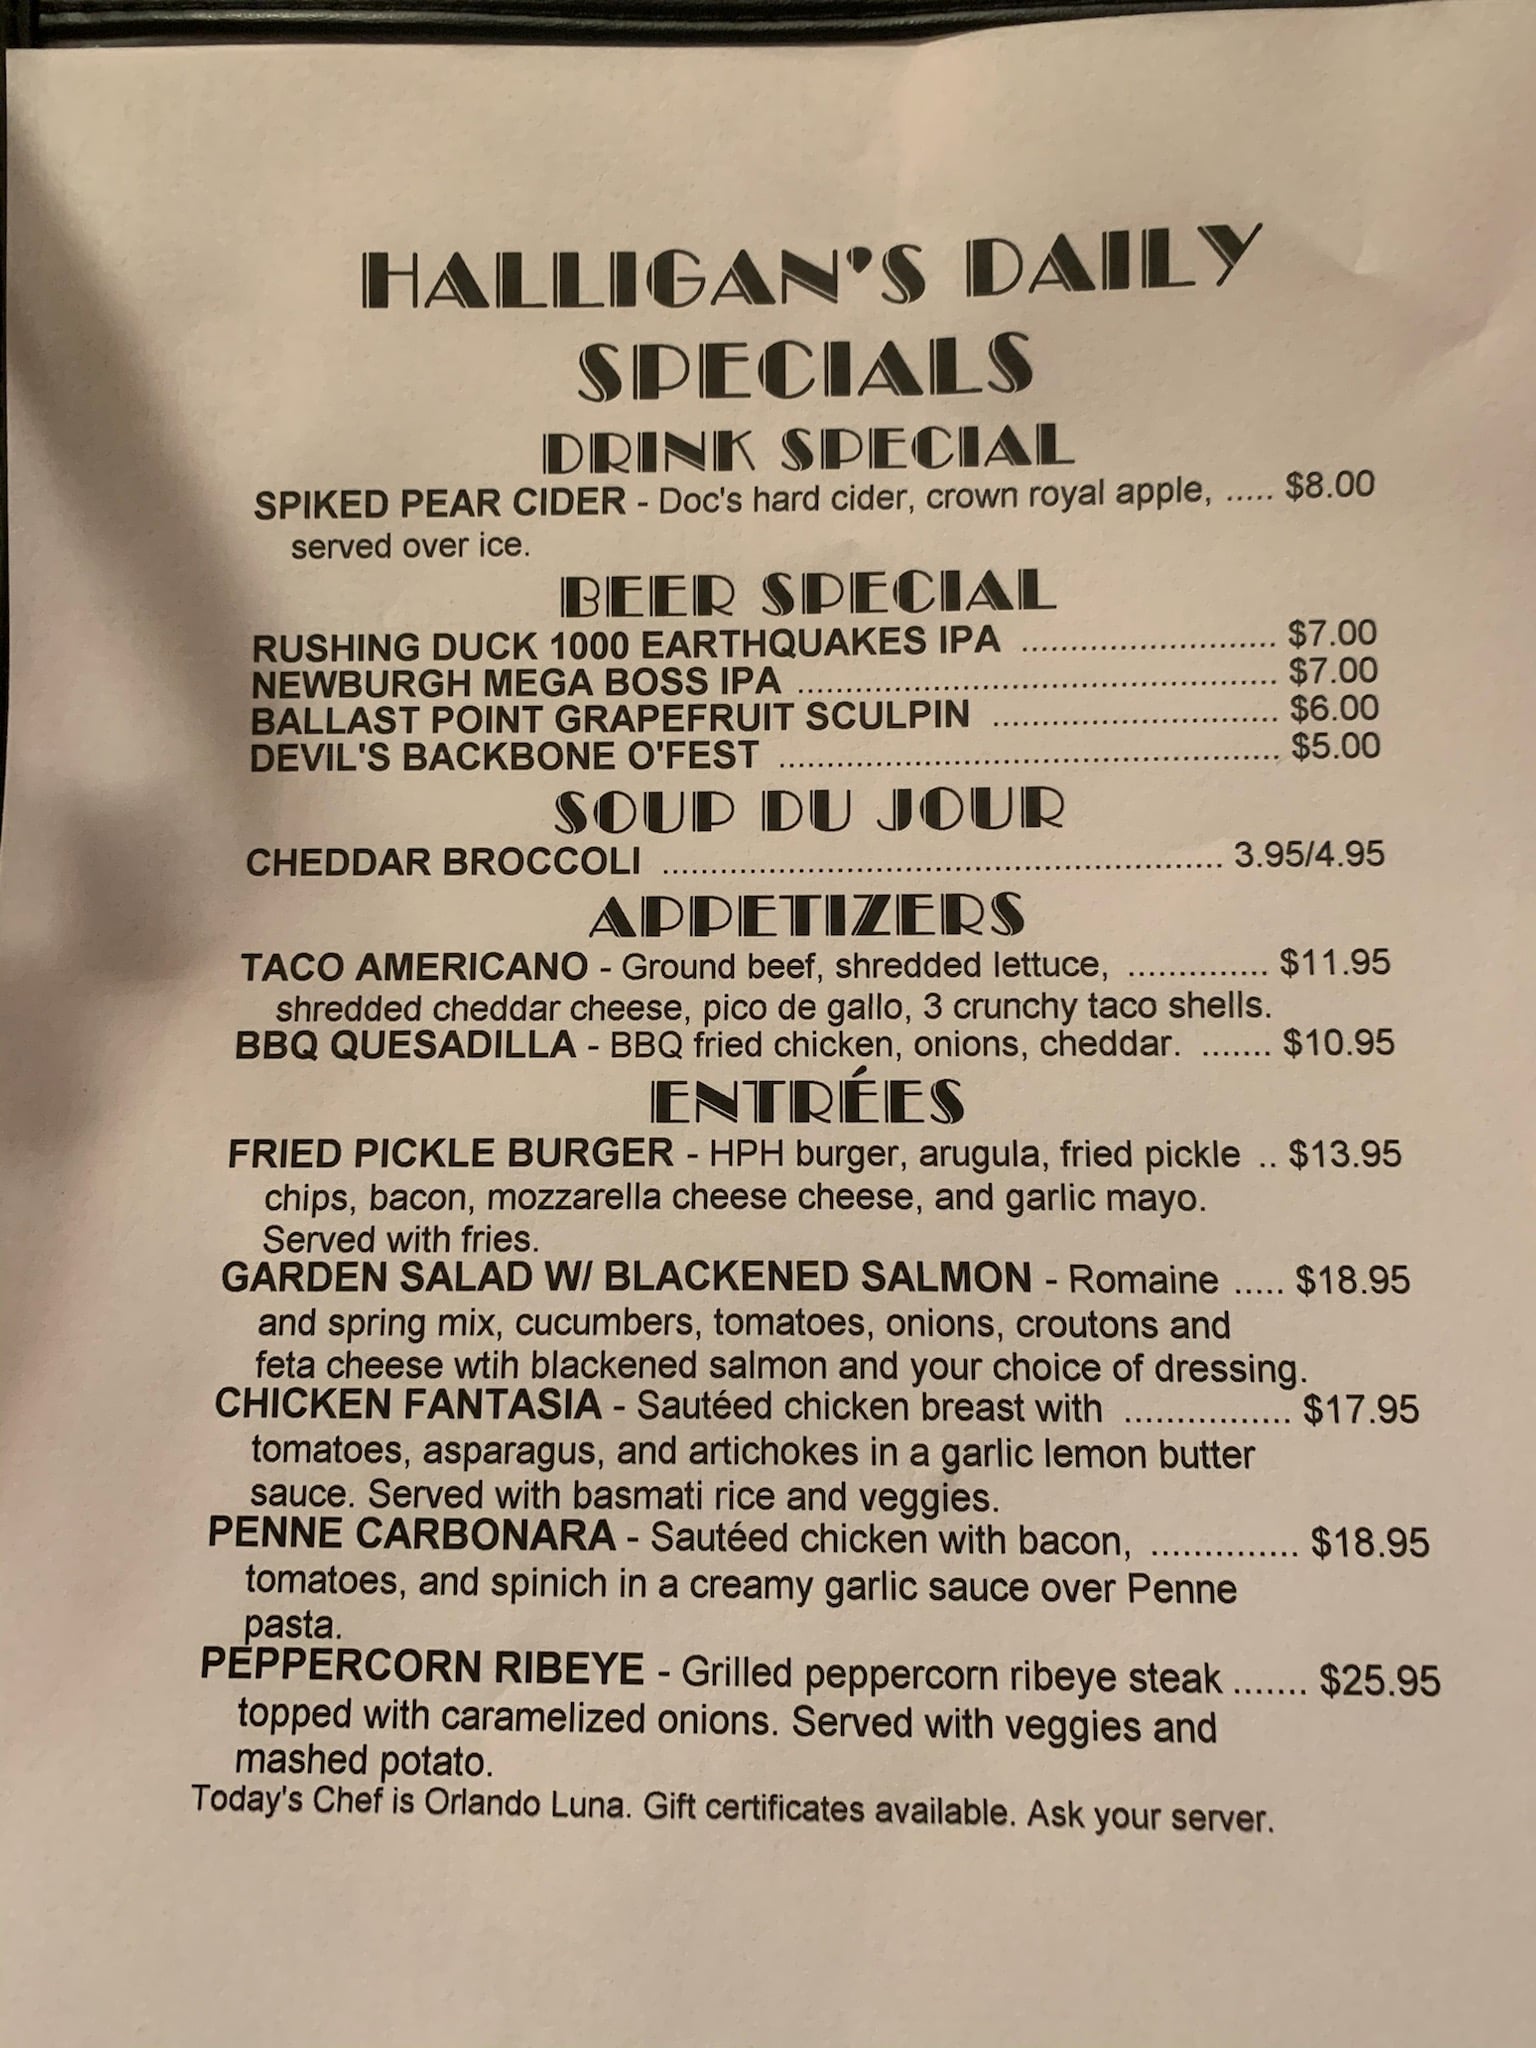 HALLIGAN'S DAILY
SPECIALS
DRINK SPECIAL
SPIKED PEAR CIDER - Doc's hard cider, crown royal apple, ..... $8.00
served over ice.
BEER SPECIAL
RUSHING DUCK 1000 EARTHQUAKES IPA .......................... $7.00
NEWBURGH MEGA BOSS IPA ................................................. $7.00
BALLAST POINT GRAPEFRUIT SCULPIN ............................. $6.00
DEVIL'S BACKBONE O'FEST .................................................... $5.00
SOUP DU JOUR
CHEDDAR BROCCOLI ......................................................... 3.95/4.95
APPETIZERS
TACO AMERICANO - Ground beef, shredded lettuce, .............. $11.95
shredded cheddar cheese, pico de gallo, 3 crunchy taco shells.
BBQ QUESADILLA - BBQ fried chicken, onions, cheddar. ....... $10.95
ENTRÉES
FRIED PICKLE BURGER - HPH burger, arugula, fried pickle .. $13.95
chips, bacon, mozzarella cheese cheese, and garlic mayo.
Served with fries.
GARDEN SALAD W/ BLACKENED SALMON - Romaine ..... $18.95
and spring mix, cucumbers, tomatoes, onions, croutons and
feta cheese wtih blackened salmon and your choice of dressing.
CHICKEN FANTASIA - Sautéed chicken breast with ................ $17.95
tomatoes, asparagus, and artichokes in a garlic lemon butter
sauce. Served with basmati rice and veggies.
PENNE CARBONARA - Sautéed chicken with bacon, .............. $18.95
tomatoes, and spinich in a creamy garlic sauce over Penne
pasta.
PEPPERCORN RIBEYE - Grilled peppercorn ribeye steak ....... $25.95
topped with caramelized onions. Served with veggies and
mashed potato.
Today's Chef is Orlando Luna. Gift certificates available. Ask your server.